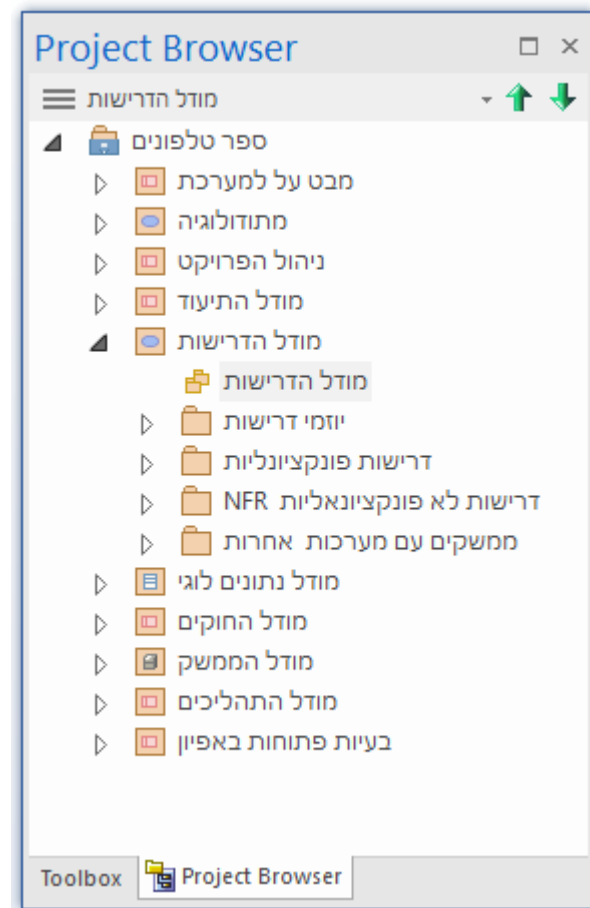 Project Browser
מודל הדרישות
ספר טלפונים
מבט על למערכת
מתודולוגיה
ניהול הפרויקט
מודל התיעוד
מודל הדרישות
מודל הדרישות
יוזמי דרישות
דרישות פונקציונליות
דרישות לא פונקציונאליות NFR
ממשקים עם מערכות אחרות
מודל נתונים לוגי
מודל החוקים
מודל הממשק
מודל התהליכים
בעיות פתוחות באפיון
Toolbox Project Browser